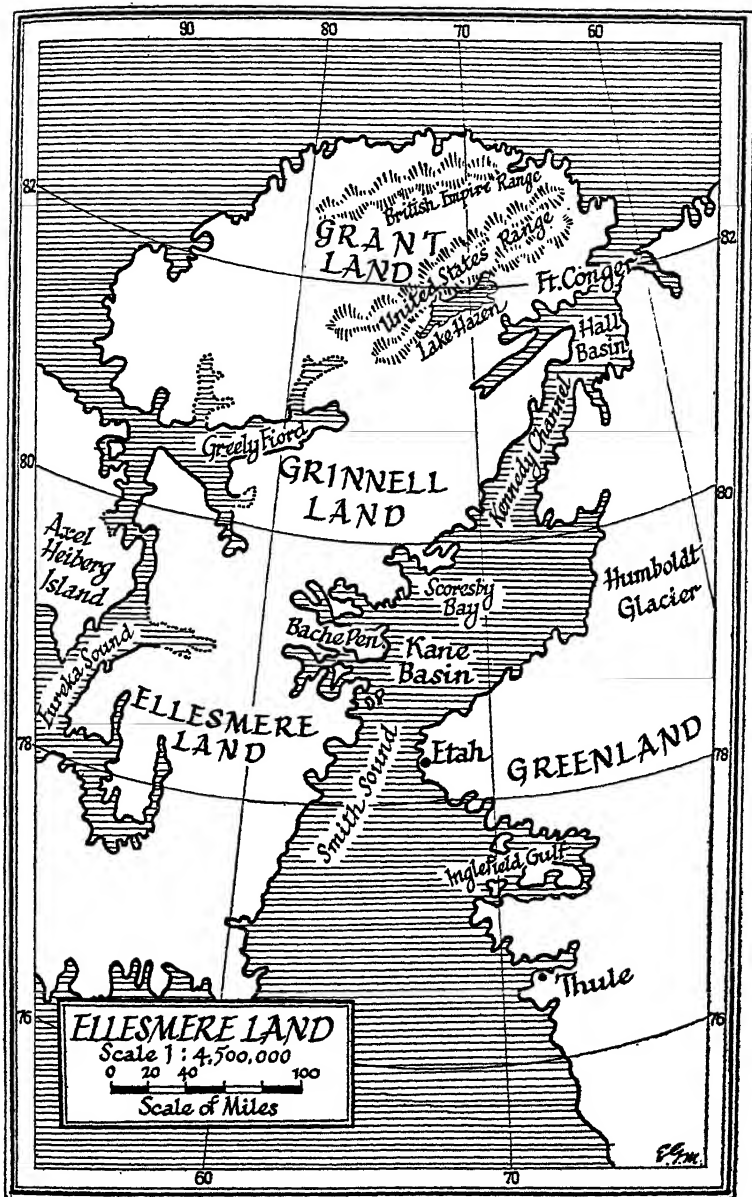 90 80 70 60
82
82
British Empire Range
GRANT
LAND
United States Range
Ft. Conger
Lake Hazen
Hall
Basin
Kennedy Channel
Greely Fiord
80
80
GRINNELL
LAND
Axel
Heiberg
Island
Humboldt
Glacier
Scoresby
Bay
Bache Pen.
Kane
Basin
Eureka Sound
ELLESMERE
LAND
78
78
Etah
GREENLAND
Smith Sound
Inglefield Gulf
Thule
76
76
ELLESMERE LAND
Scale 1 : 4,500,000
0 20 40 100
Scale of Miles
E.G.M.
60 70